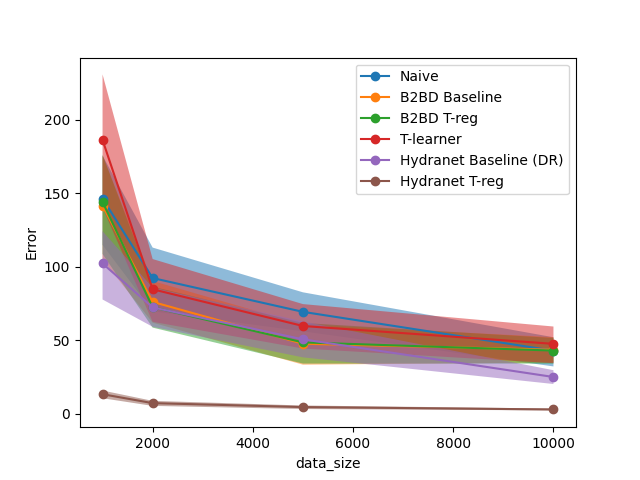 Naive
B2BD Baseline
B2BD T-reg
T-learner
Hydranet Baseline (DR)
Hydranet T-reg
200
150
100
50
0
Error
2000
4000
6000
8000
10000
data_size